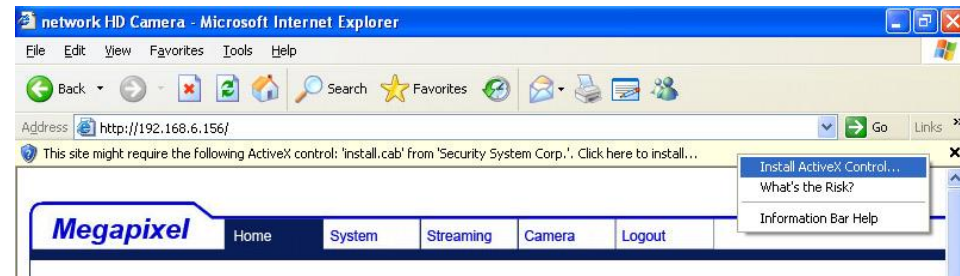 network HD Camera - Microsoft Internet Explorer
File Edit View Favorites Tools Help
Back Search Favorites
Address http://192.168.6.156/ Go Links »
This site might require the following ActiveX control: 'install.cab' from 'Security System Corp.'. Click here to install...
Install ActiveX Control...
What's the Risk?
Information Bar Help
Megapixel Home System Streaming Camera Logout